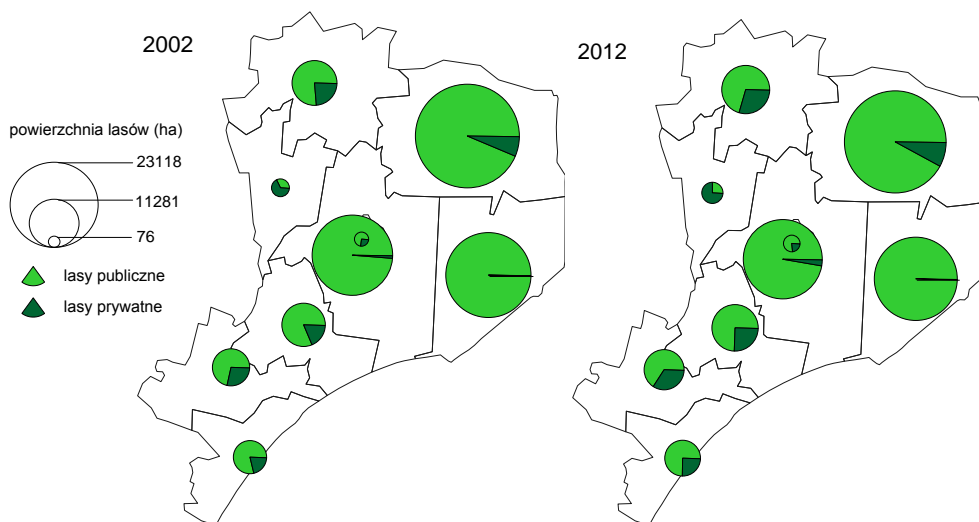 2002
2012
powierzchnia lasów (ha)
23118
11281
76
lasy publiczne
lasy prywatne